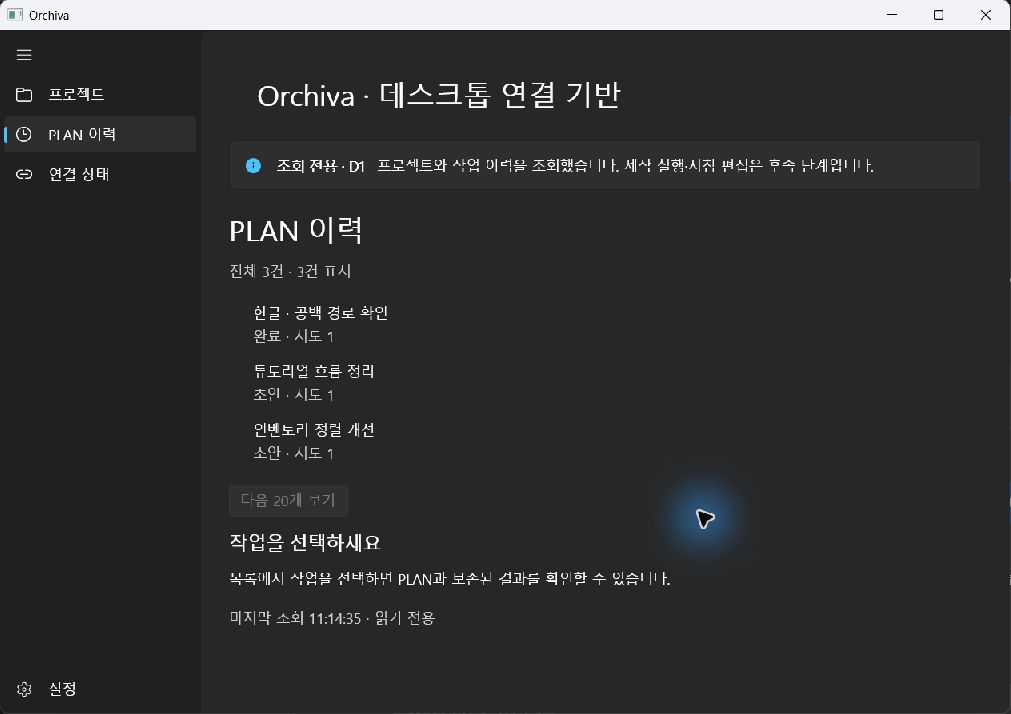 Orchiva
프로젝트
PLAN 이력
연결 상태
설정
Orchiva · 데스크톱 연결 기반
조회 전용 · D1 프로젝트와 작업 이력을 조회했습니다. 제작 실행·시점 편집은 후속 단계입니다.
PLAN 이력
전체 3건 · 3건 표시
한글 · 공백 경로 확인
완료 · 시도 1
튜토리얼 흐름 정리
초안 · 시도 1
인벤토리 정렬 개선
초안 · 시도 1
다음 20개 보기
작업을 선택하세요
목록에서 작업을 선택하면 PLAN과 보존된 결과를 확인할 수 있습니다.
마지막 조회 11:14:35 · 읽기 전용